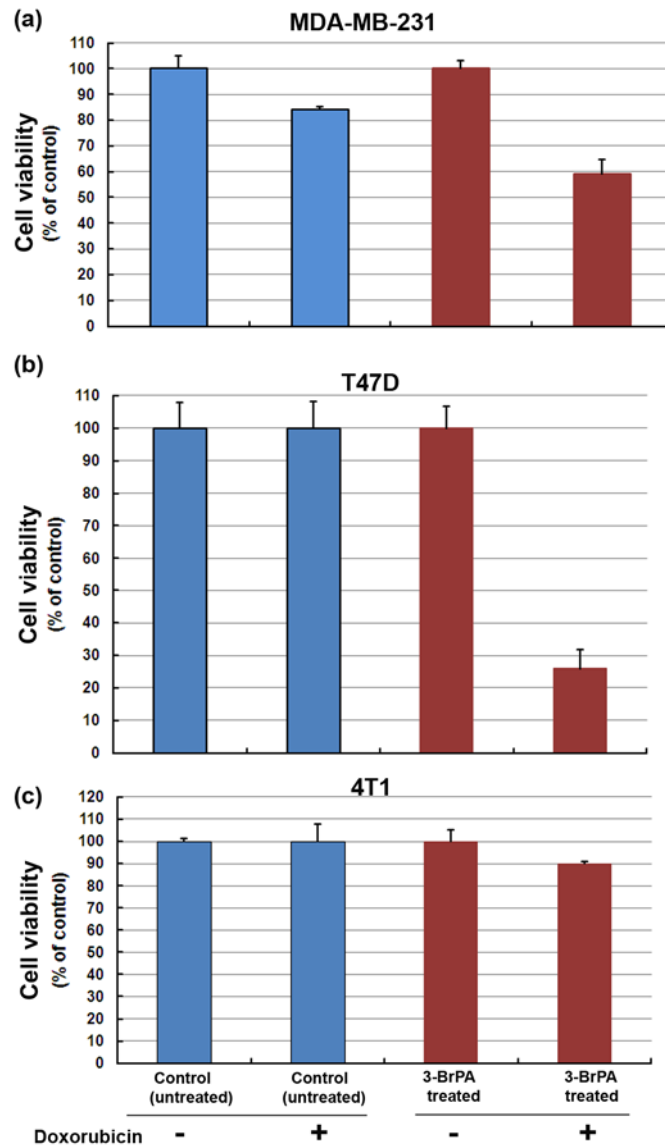 (a)
MDA-MB-231
110
100
90
80
70
60
50
40
30
20
10
0
Cell viability
(% of control)
(b)
T47D
110
100
90
80
70
60
50
40
30
20
10
0
Cell viability
(% of control)
(c)
4T1
120
110
100
90
80
70
60
50
40
30
20
10
0
Cell viability
(% of control)
Control Control 3-BrPA 3-BrPA
(untreated) (untreated) treated treated
Doxorubicin - + - +